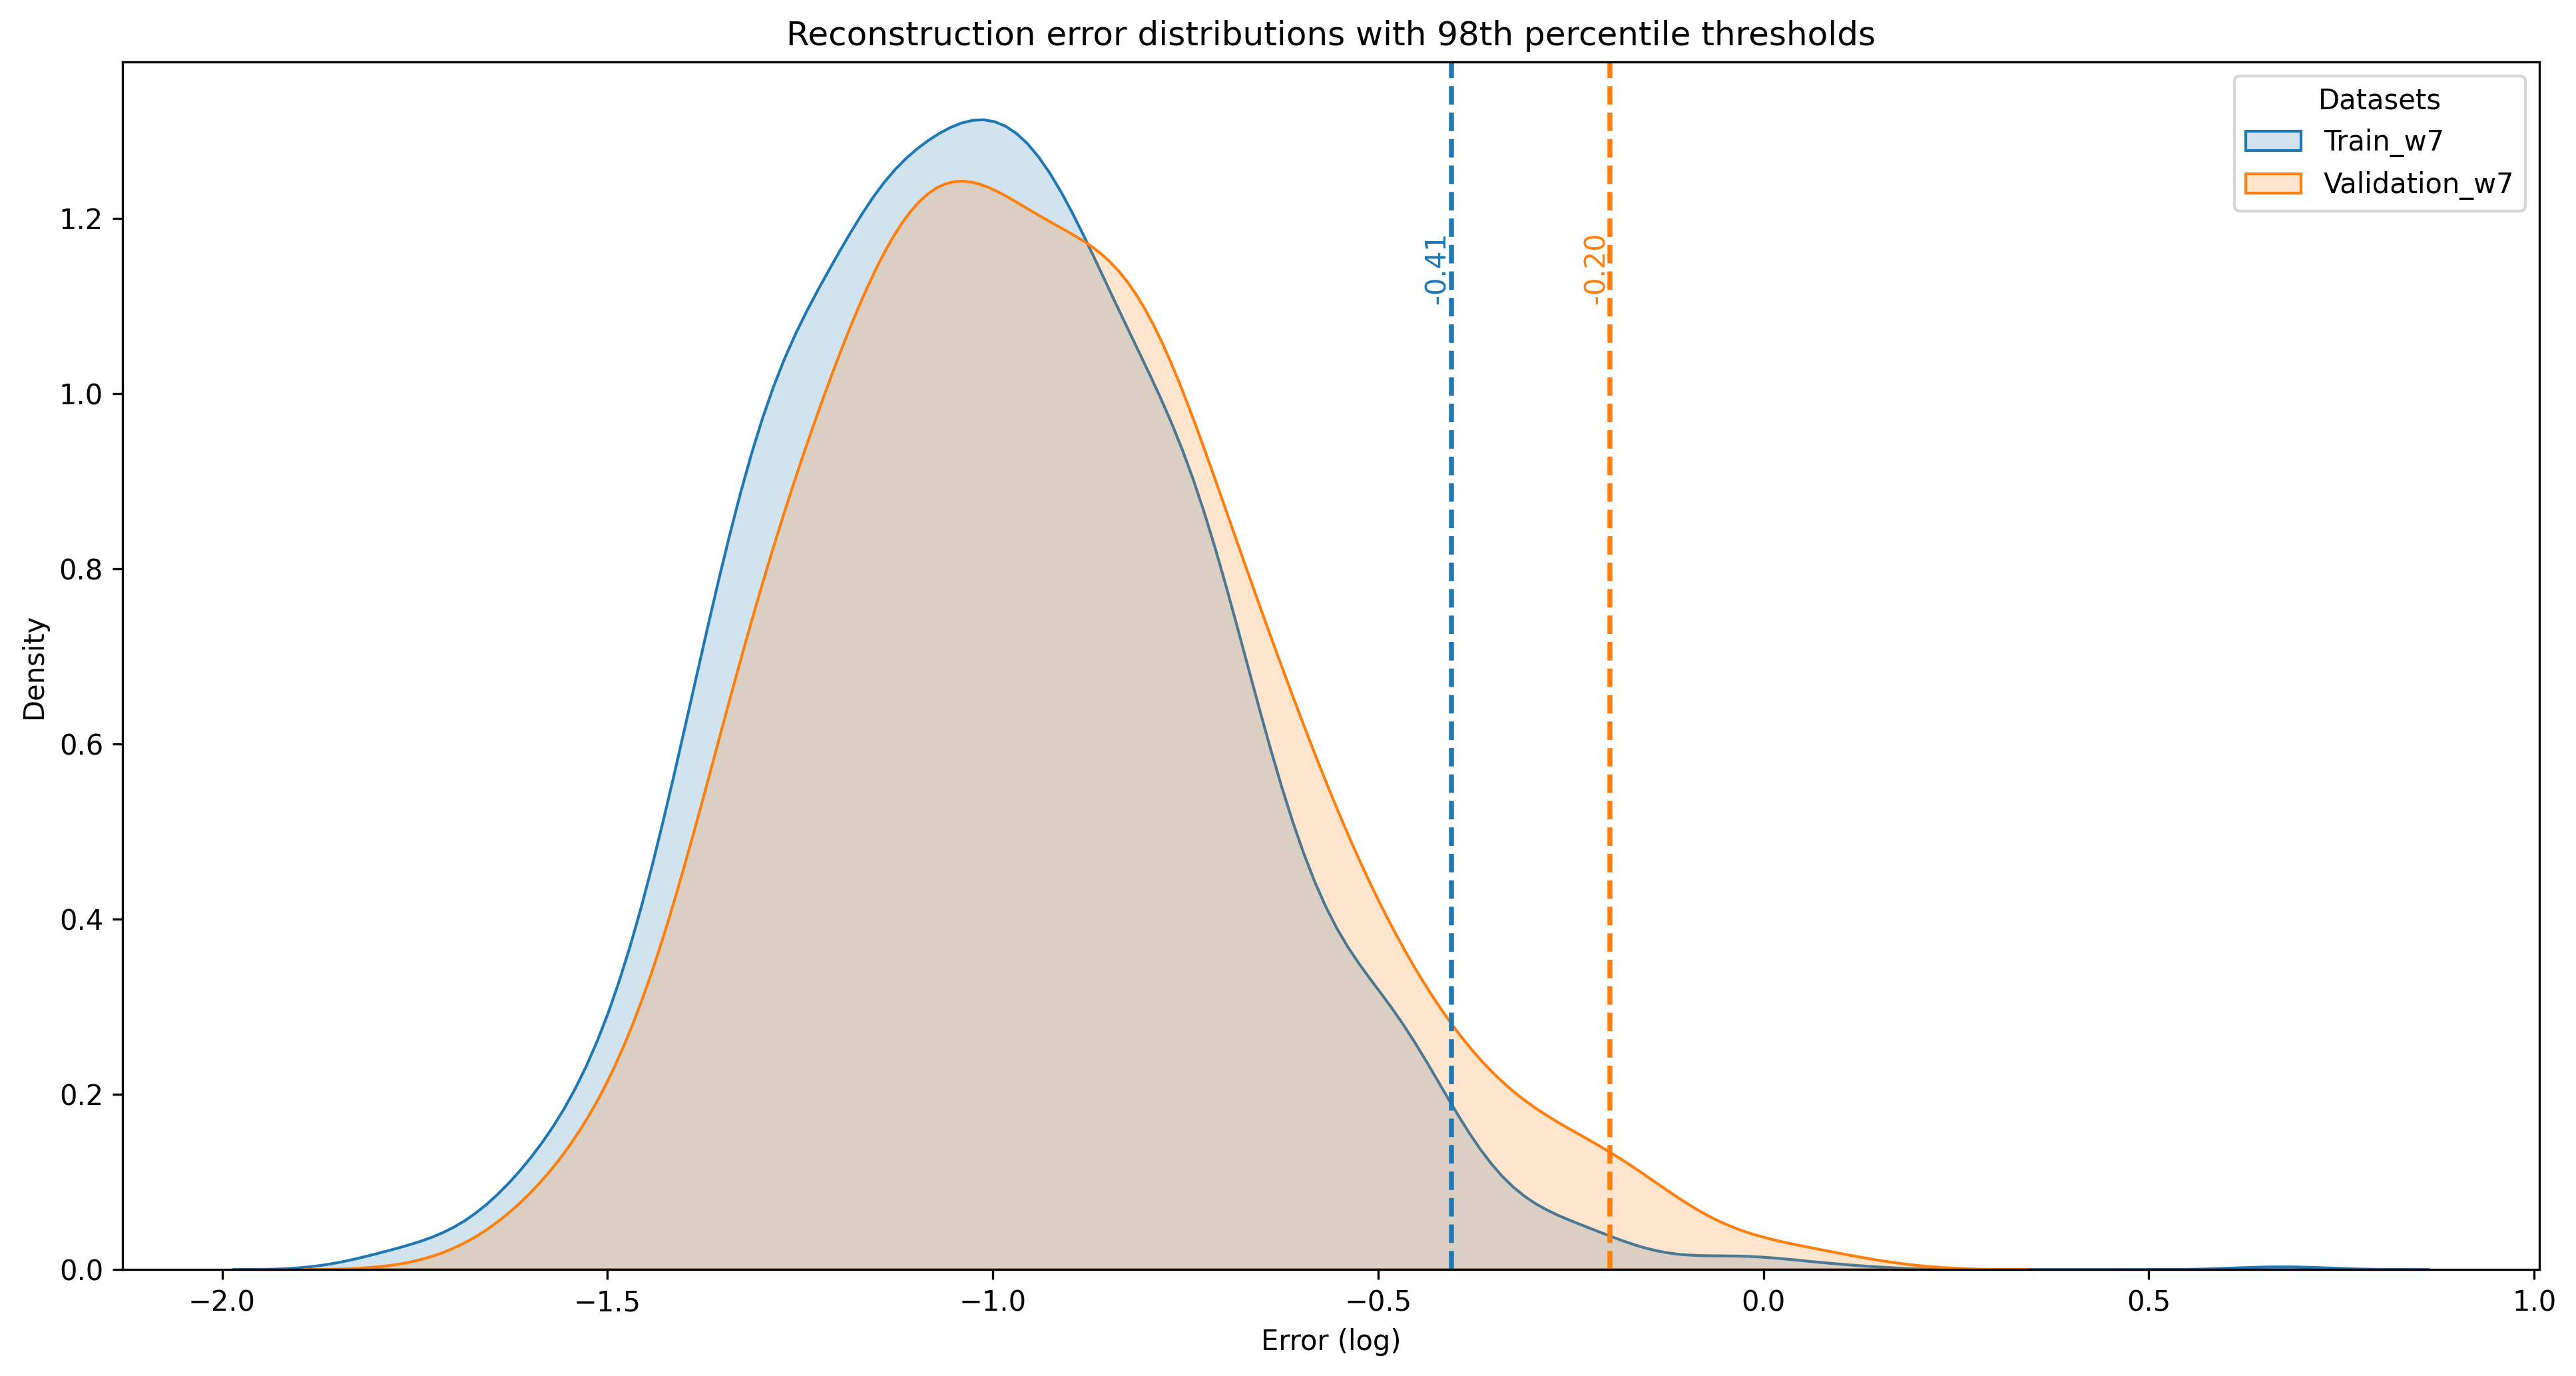 Reconstruction error distributions with 98th percentile thresholds
Datasets
Train_w7
Validation_w7
-0.41
-0.20
Density
1.2
1.0
0.8
0.6
0.4
0.2
0.0
−2.0 −1.5 −1.0 −0.5 0.0 0.5 1.0
Error (log)